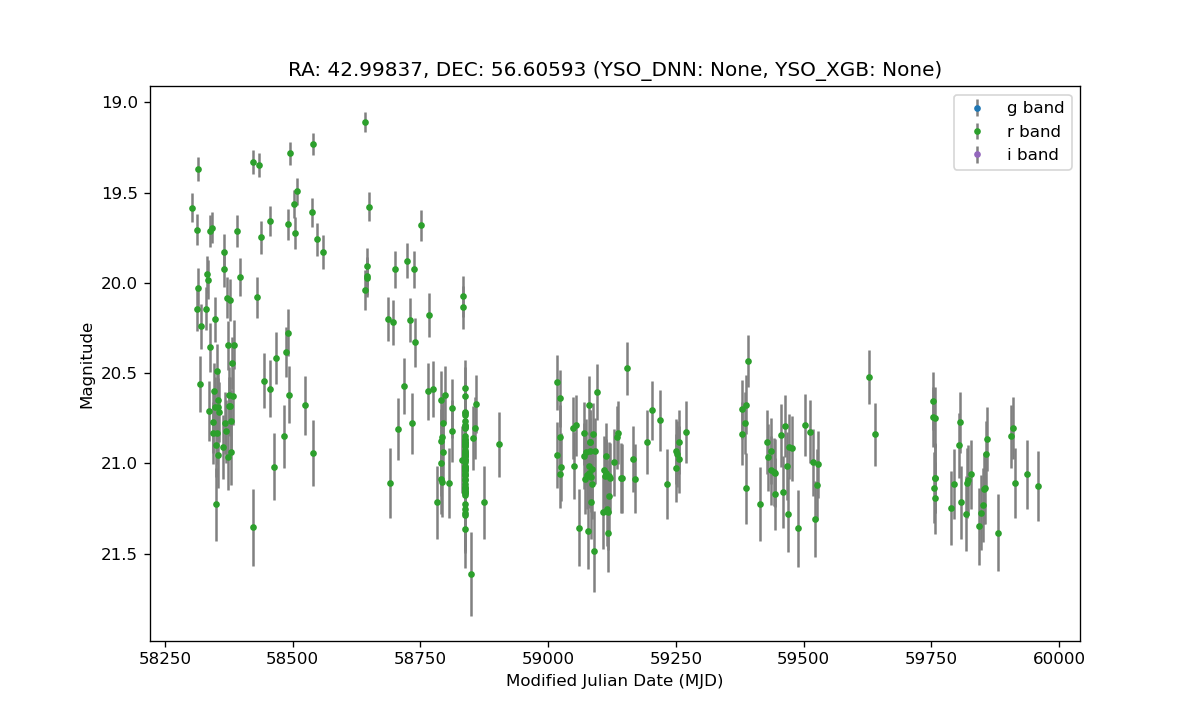 RA: 42.99837, DEC: 56.60593 (YSO_DNN: None, YSO_XGB: None)
g band
r band
i band
19.0
19.5
20.0
20.5
21.0
21.5
Magnitude
58250 58500 58750 59000 59250 59500 59750 60000
Modified Julian Date (MJD)